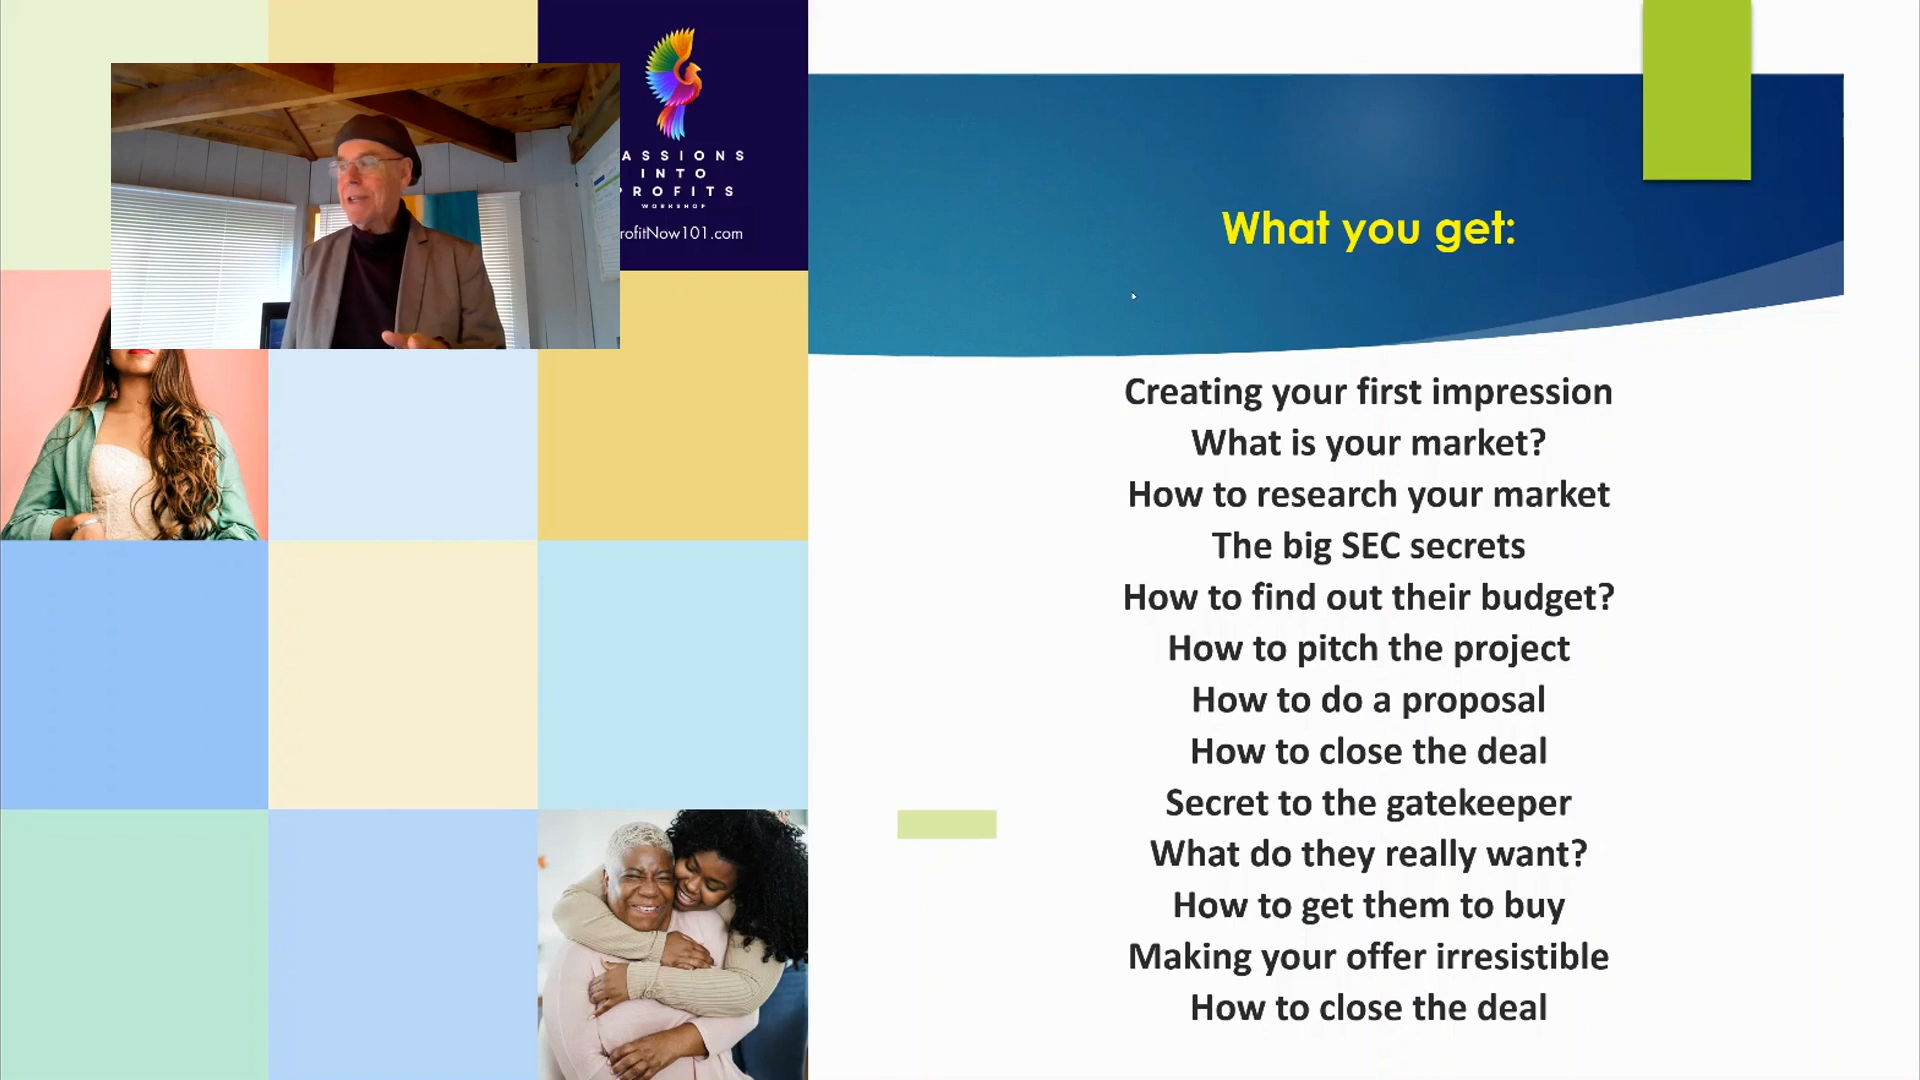 ASSIONS
INTO
PROFITS
WORKSHOP
rofitNow101.com
What you get:
Creating your first impression
What is your market?
How to research your market
The big SEC secrets
How to find out their budget?
How to pitch the project
How to do a proposal
How to close the deal
Secret to the gatekeeper
What do they really want?
How to get them to buy
Making your offer irresistible
How to close the deal